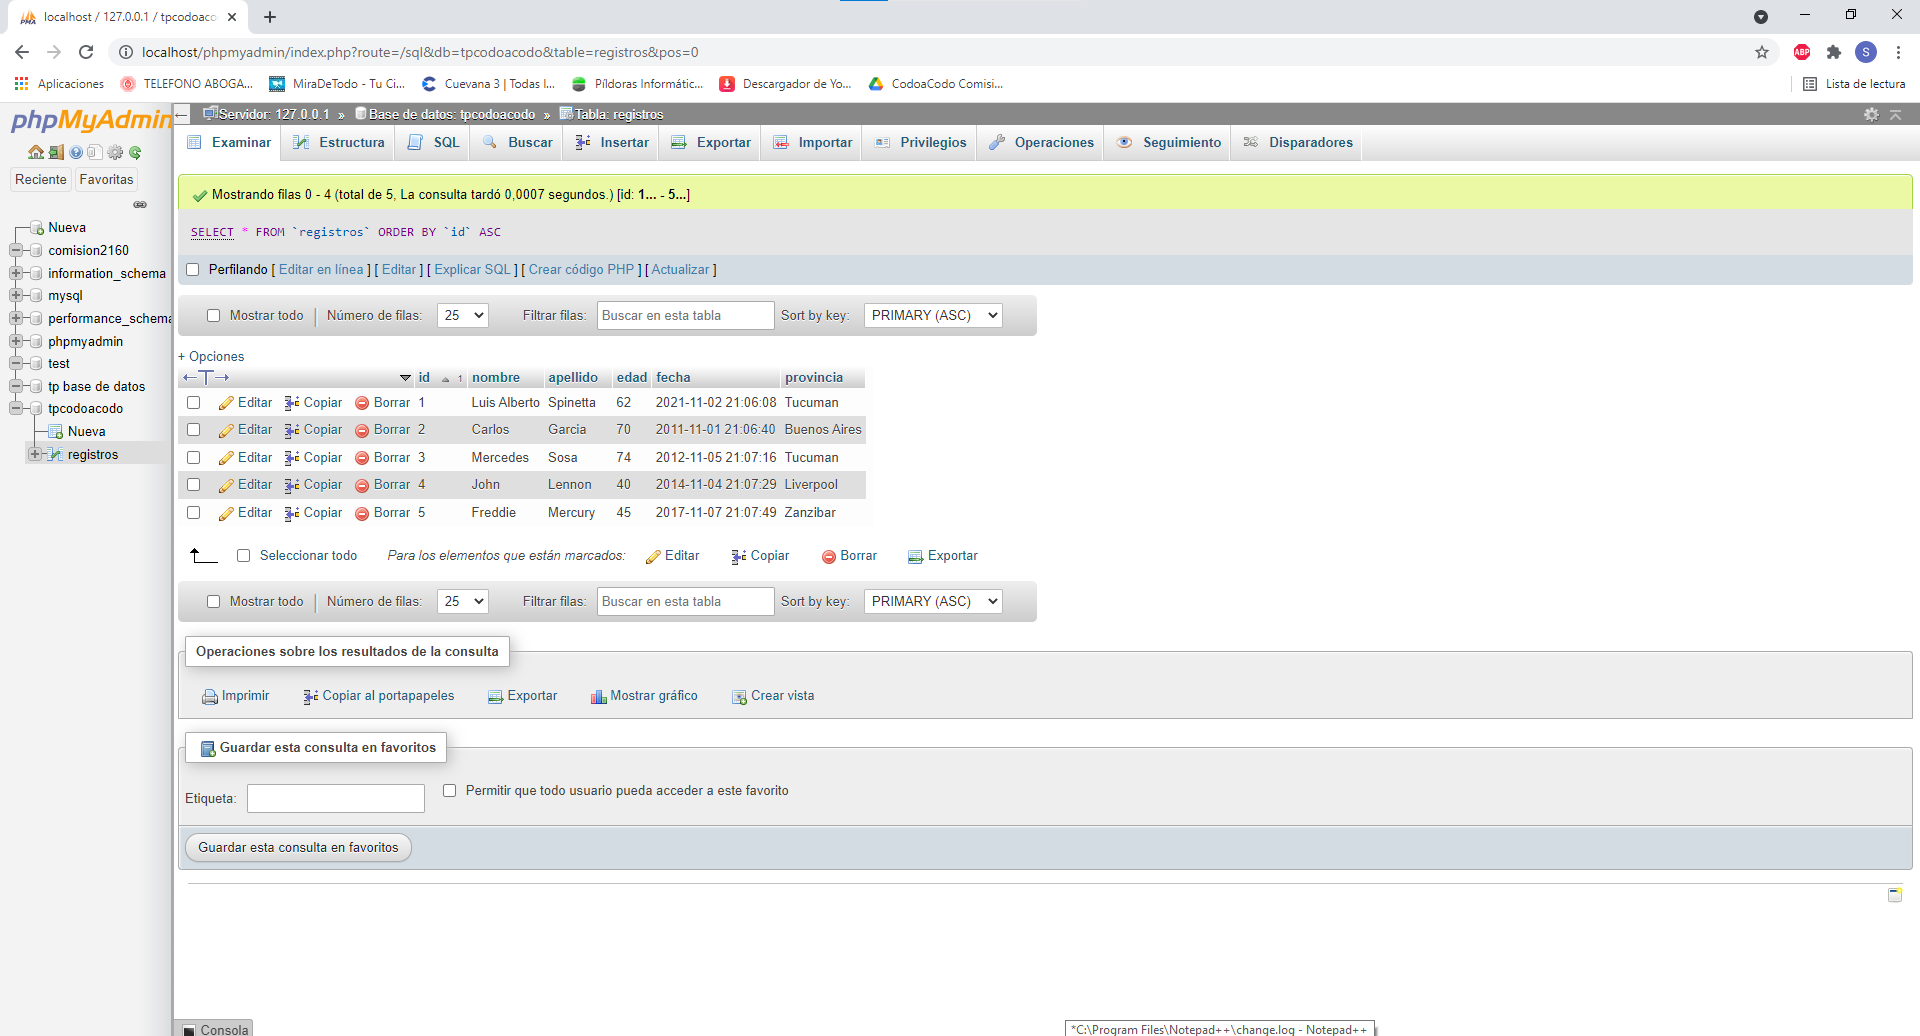 localhost / 127.0.0.1 / tpcodoaco
localhost/phpmyadmin/index.php?route=/sql&db=tpcodoacodo&table=registros&pos=0
ABP
S
Aplicaciones
TELEFONO ABOGA...
MiraDeTodo - Tu Ci...
Cuevana 3 | Todas l...
Píldoras Informátic...
Descargador de Yo...
CodoaCodo Comisi...
Lista de lectura
phpMyAdmin
Reciente
Favoritas
Nueva
comision2160
information_schema
mysql
performance_schema
phpmyadmin
test
tp base de datos
tpcodoacodo
Nueva
registros
Servidor: 127.0.0.1 » Base de datos: tpcodoacodo » Tabla: registros
Examinar Estructura SQL Buscar Insertar Exportar Importar Privilegios Operaciones Seguimiento Disparadores
Mostrando filas 0 - 4 (total de 5, La consulta tardó 0,0007 segundos.) [id: 1... - 5...]
SELECT * FROM `registros` ORDER BY `id` ASC
Perfilando [ Editar en línea ] [ Editar ] [ Explicar SQL ] [ Crear código PHP ] [ Actualizar ]
Mostrar todo | Número de filas: 25 Filtrar filas: Buscar en esta tabla Sort by key: PRIMARY (ASC)
+ Opciones
id 1 nombre apellido edad fecha provincia
Editar Copiar Borrar 1 Luis Alberto Spinetta 62 2021-11-02 21:06:08 Tucuman
Editar Copiar Borrar 2 Carlos Garcia 70 2011-11-01 21:06:40 Buenos Aires
Editar Copiar Borrar 3 Mercedes Sosa 74 2012-11-05 21:07:16 Tucuman
Editar Copiar Borrar 4 John Lennon 40 2014-11-04 21:07:29 Liverpool
Editar Copiar Borrar 5 Freddie Mercury 45 2017-11-07 21:07:49 Zanzibar
Seleccionar todo Para los elementos que están marcados: Editar Copiar Borrar Exportar
Mostrar todo | Número de filas: 25 Filtrar filas: Buscar en esta tabla Sort by key: PRIMARY (ASC)
Operaciones sobre los resultados de la consulta
Imprimir Copiar al portapapeles Exportar Mostrar gráfico Crear vista
Guardar esta consulta en favoritos
Etiqueta:
Permitir que todo usuario pueda acceder a este favorito
Guardar esta consulta en favoritos
Consola
*C:\Program Files\Notepad++\change.log - Notepad++